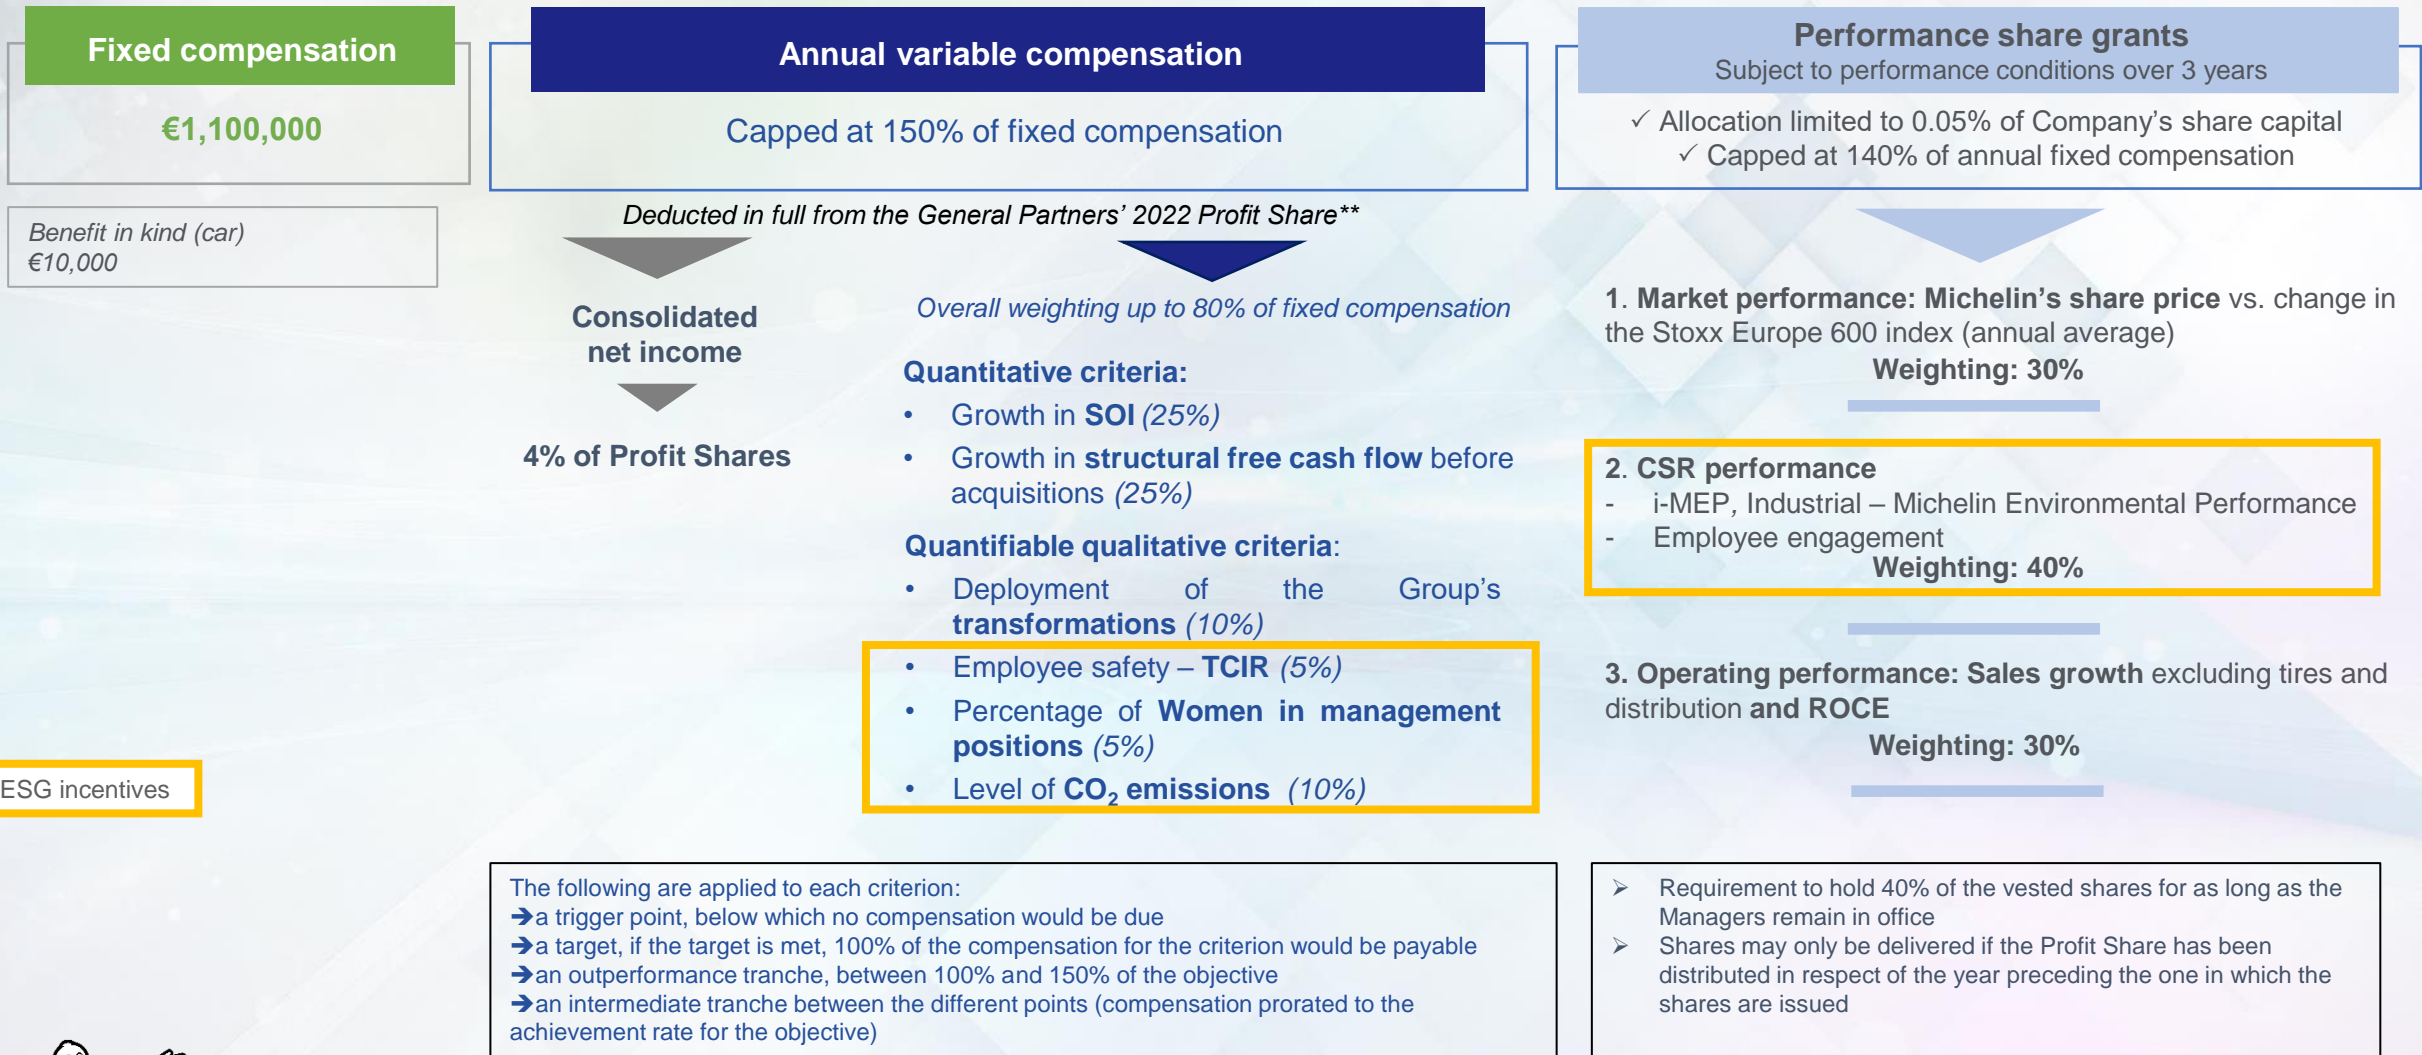 Fixed compensation
€1,100,000
Benefit in kind (car)
€10,000
ESG incentives
Annual variable compensation
Capped at 150% of fixed compensation
Deducted in full from the General Partners’ 2022 Profit Share**
Consolidated
net income
4% of Profit Shares
Overall weighting up to 80% of fixed compensation
Quantitative criteria:
• Growth in SOI (25%)
• Growth in structural free cash flow before
acquisitions (25%)
Quantifiable qualitative criteria:
• Deployment of the Group’s
transformations (10%)
• Employee safety – TCIR (5%)
• Percentage of Women in management
positions (5%)
• Level of CO₂ emissions (10%)
The following are applied to each criterion:
➔a trigger point, below which no compensation would be due
➔a target, if the target is met, 100% of the compensation for the criterion would be payable
➔an outperformance tranche, between 100% and 150% of the objective
➔an intermediate tranche between the different points (compensation prorated to the
achievement rate for the objective)
Performance share grants
Subject to performance conditions over 3 years
✓ Allocation limited to 0.05% of Company’s share capital
✓ Capped at 140% of annual fixed compensation
1. Market performance: Michelin’s share price vs. change in
the Stoxx Europe 600 index (annual average)
Weighting: 30%
2. CSR performance
- i-MEP, Industrial – Michelin Environmental Performance
- Employee engagement
Weighting: 40%
3. Operating performance: Sales growth excluding tires and
distribution and ROCE
Weighting: 30%
➢ Requirement to hold 40% of the vested shares for as long as the
Managers remain in office
➢ Shares may only be delivered if the Profit Share has been
distributed in respect of the year preceding the one in which the
shares are issued